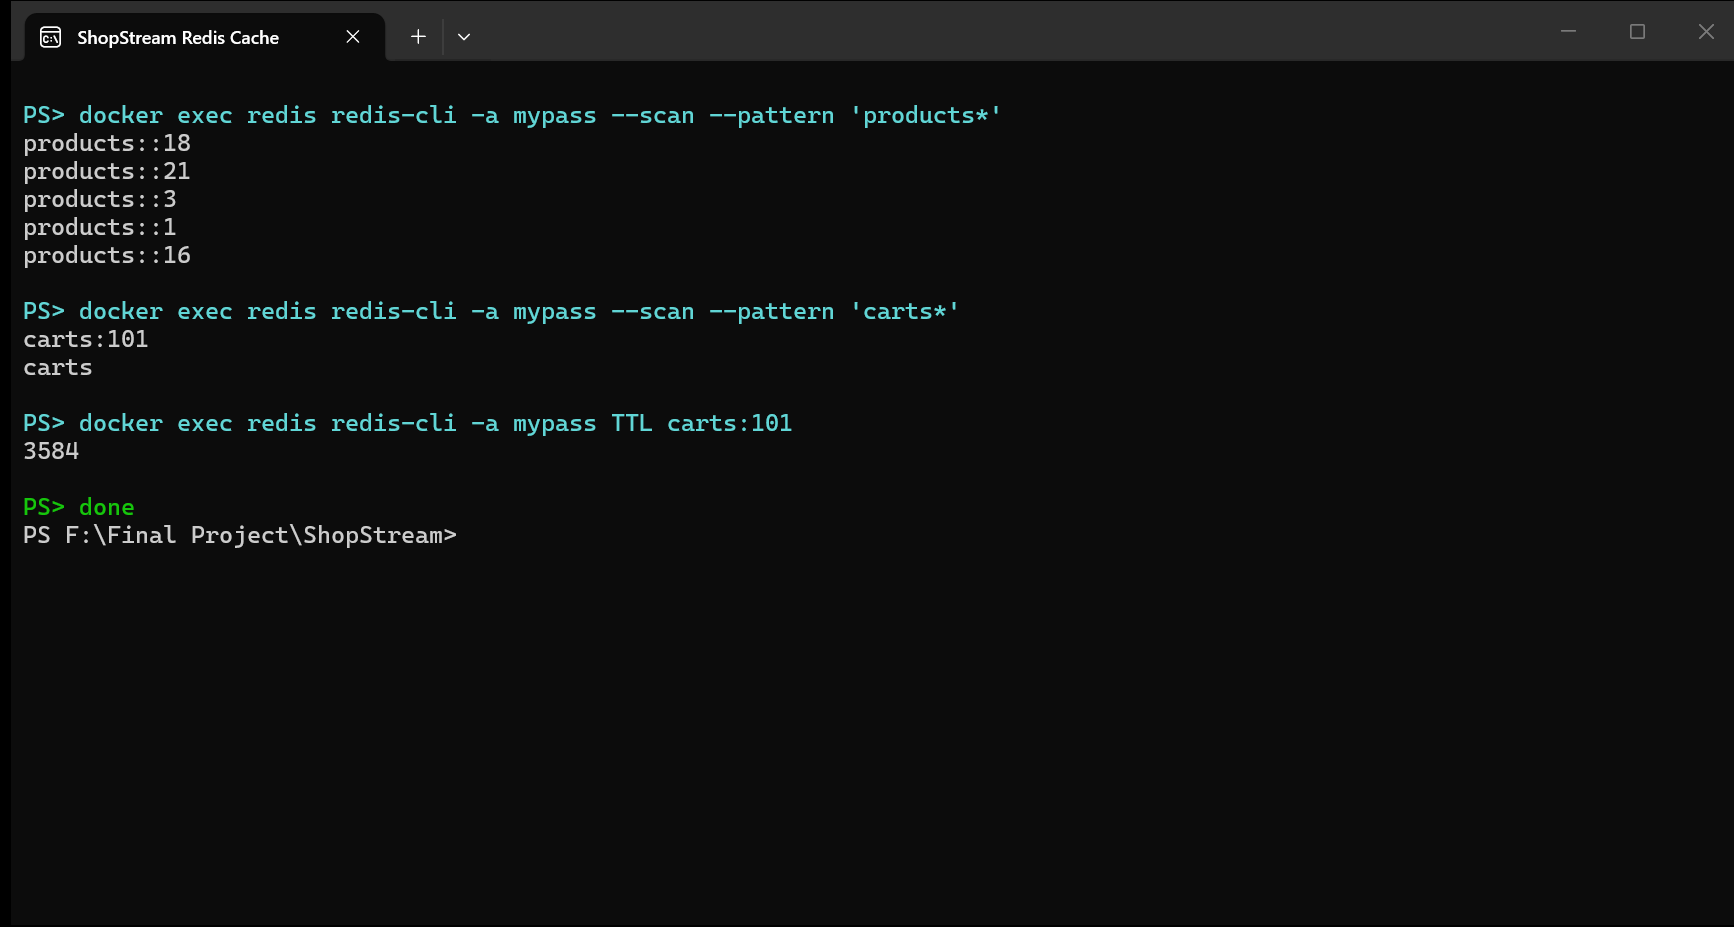 ShopStream Redis Cache
PS> docker exec redis redis-cli -a mypass --scan --pattern 'products*'
products::18
products::21
products::3
products::1
products::16
PS> docker exec redis redis-cli -a mypass --scan --pattern 'carts*'
carts:101
carts
PS> docker exec redis redis-cli -a mypass TTL carts:101
3584
PS> done
PS F:\Final Project\ShopStream>